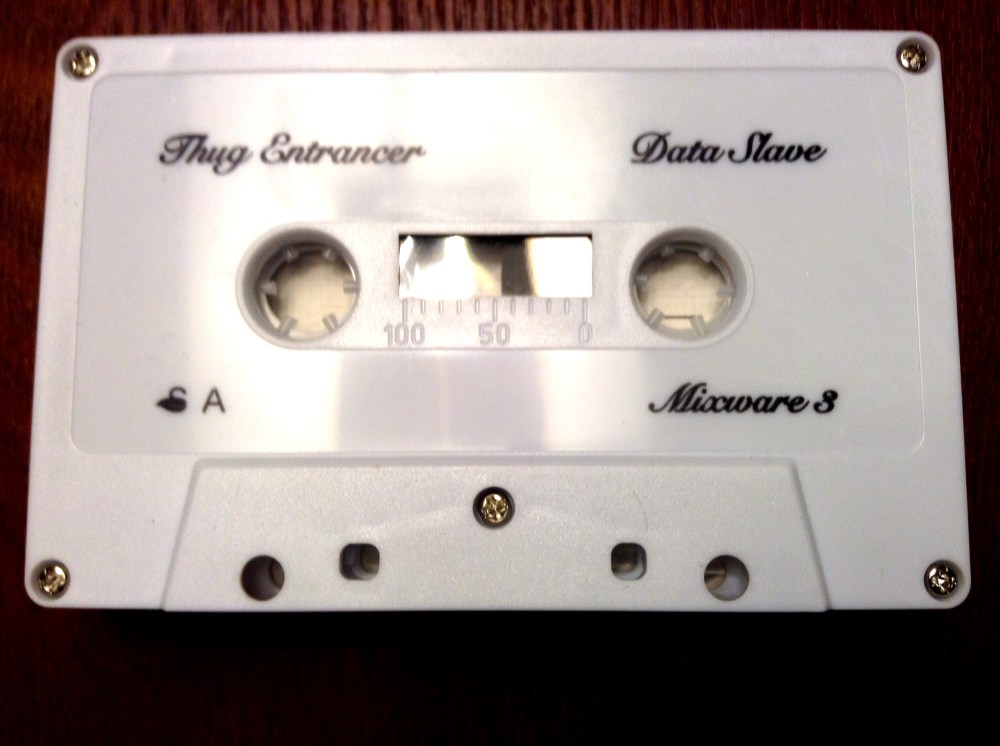 Thug Entrancer
Data Slave
100 50 0
A
Mixware 3